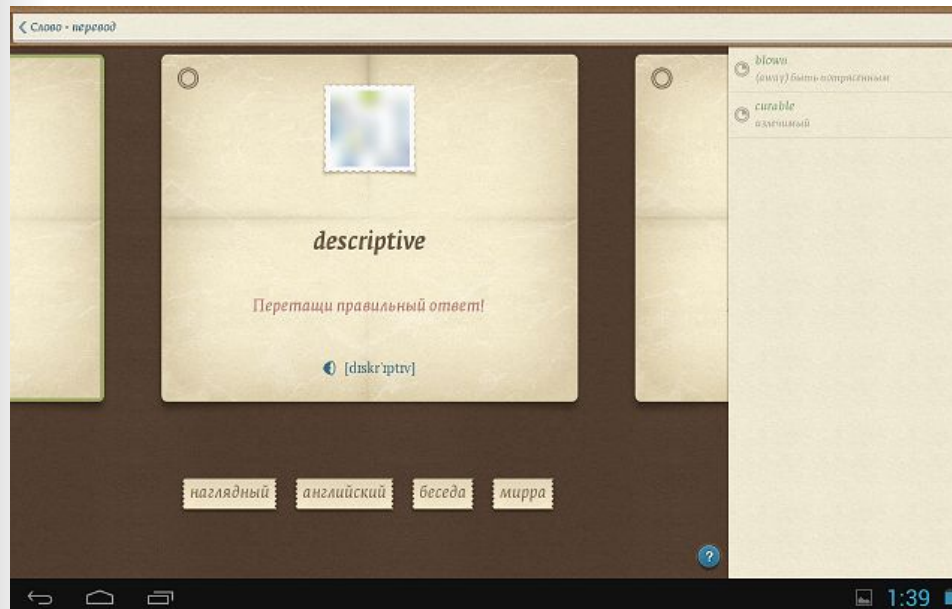 Слово - перевод
descriptive
Перетащи правильный ответ!
[dɪskr'ɪptɪv]
наглядный
английский
беседа
мирра
?
blown
(away) быть потрясенным
curable
излечимый
1:39